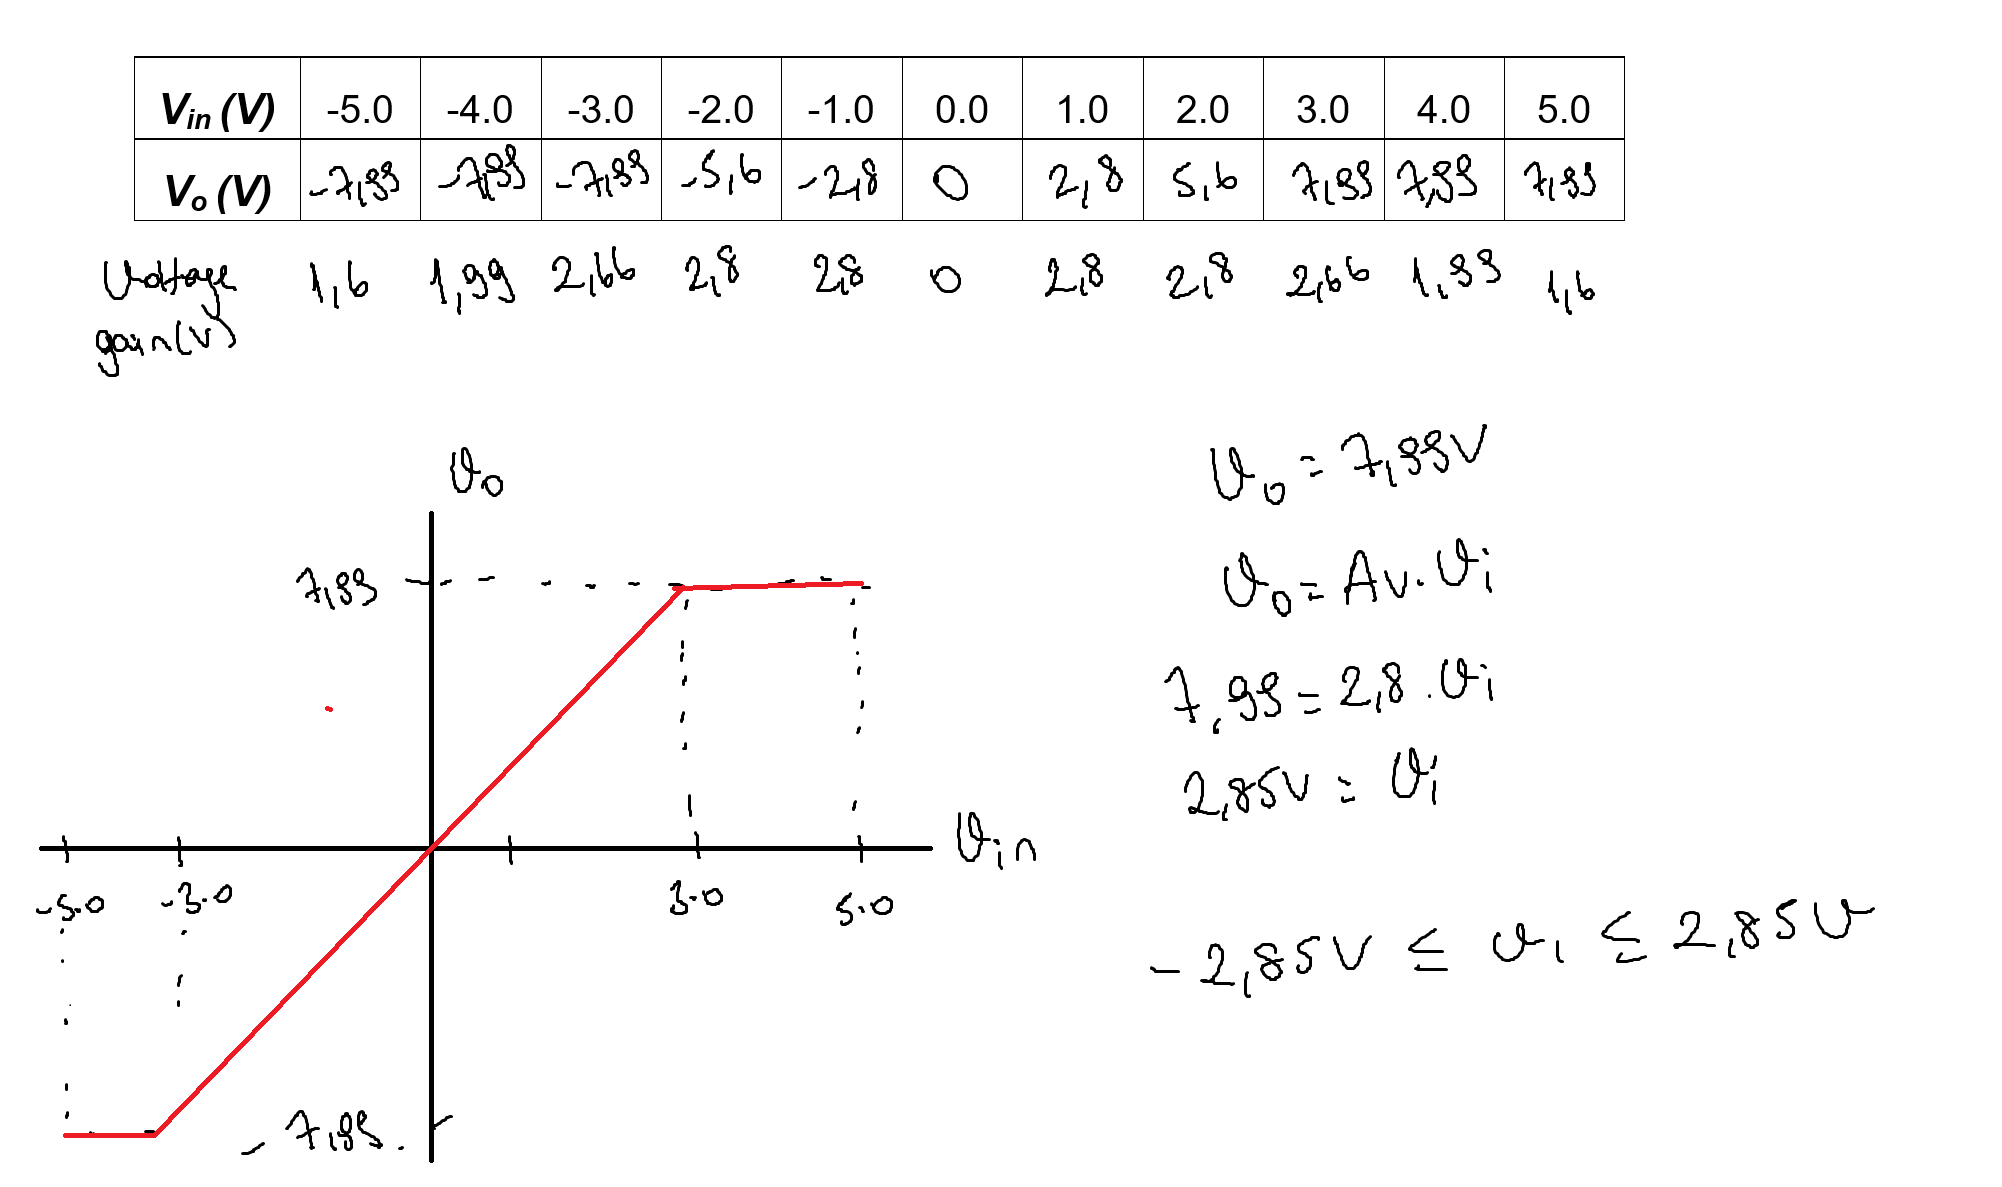 Vin (V) -5.0 -4.0 -3.0 -2.0 -1.0 0.0 1.0 2.0 3.0 4.0 5.0
Vo (V) -7,99 -7,99 -7,99 -5,6 -2,8 0 2,8 5,6 7,99 7,99 7,99
Voltage 1,6 1,99 2,66 2,8 2,8 0 2,8 2,8 2,66 1,99 1,6
gain(V)
Vo
Vo = 7,99V
7,99
Vo = Av. Vi
7,99 = 2,8 . Vi
2,85V = Vi
Vin
-5.0 -3.0 3.0 5.0
-2,85V ≤ Vi ≤ 2,85V
- 7,99.